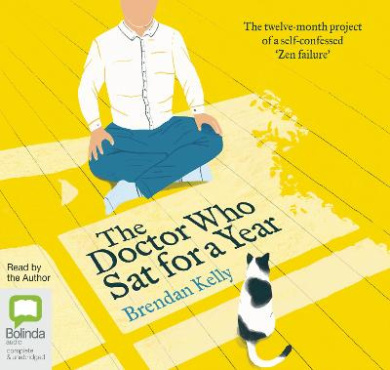 The twelve-month project
of a self-confessed
‘Zen failure’
The
Doctor Who
Sat for a Year
Brendan Kelly
Read by
the Author
Bolinda
audio
complete
& unabridged